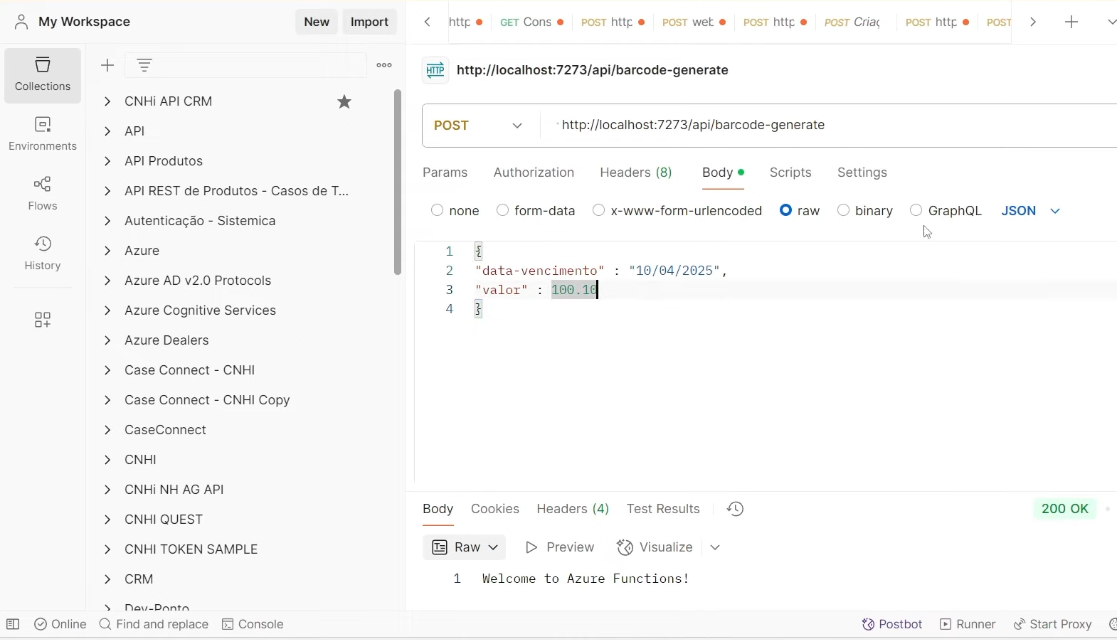 My Workspace
New
Import
http
GET Cons
POST http
POST web
POST http
POST Criaç
POST http
POST
Collections
Environments
Flows
History
CNHi API CRM
API
API Produtos
API REST de Produtos - Casos de T...
Autenticação - Sistemica
Azure
Azure AD v2.0 Protocols
Azure Cognitive Services
Azure Dealers
Case Connect - CNHI
Case Connect - CNHI Copy
CaseConnect
CNHI
CNHi NH AG API
CNHI QUEST
CNHI TOKEN SAMPLE
CRM
Dev-Ponto
HTTP http://localhost:7273/api/barcode-generate
POST http://localhost:7273/api/barcode-generate
Params Authorization Headers (8) Body Scripts Settings
none form-data x-www-form-urlencoded raw binary GraphQL JSON
1 {
2 "data-vencimento" : "10/04/2025",
3 "valor" : 100.10
4 }
Body Cookies Headers (4) Test Results 200 OK
Raw Preview Visualize
1 Welcome to Azure Functions!
Online Find and replace Console Postbot Runner Start Proxy